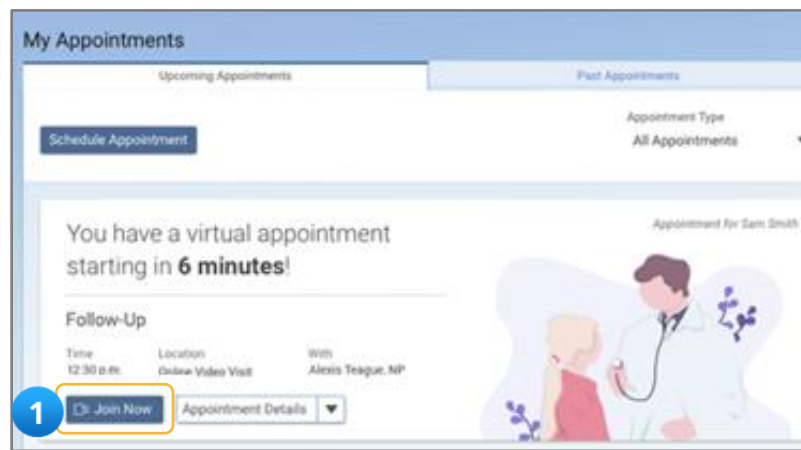 My Appointments
Upcoming Appointments
Past Appointments
Appointment Type
Schedule Appointment
All Appointments
Appointment for Sam Smith
You have a virtual appointment
starting in 6 minutes!
Follow-Up
Time Location With
12:30 p.m. Online Video Visit Alexis Teague, NP
1 Join Now Appointment Details